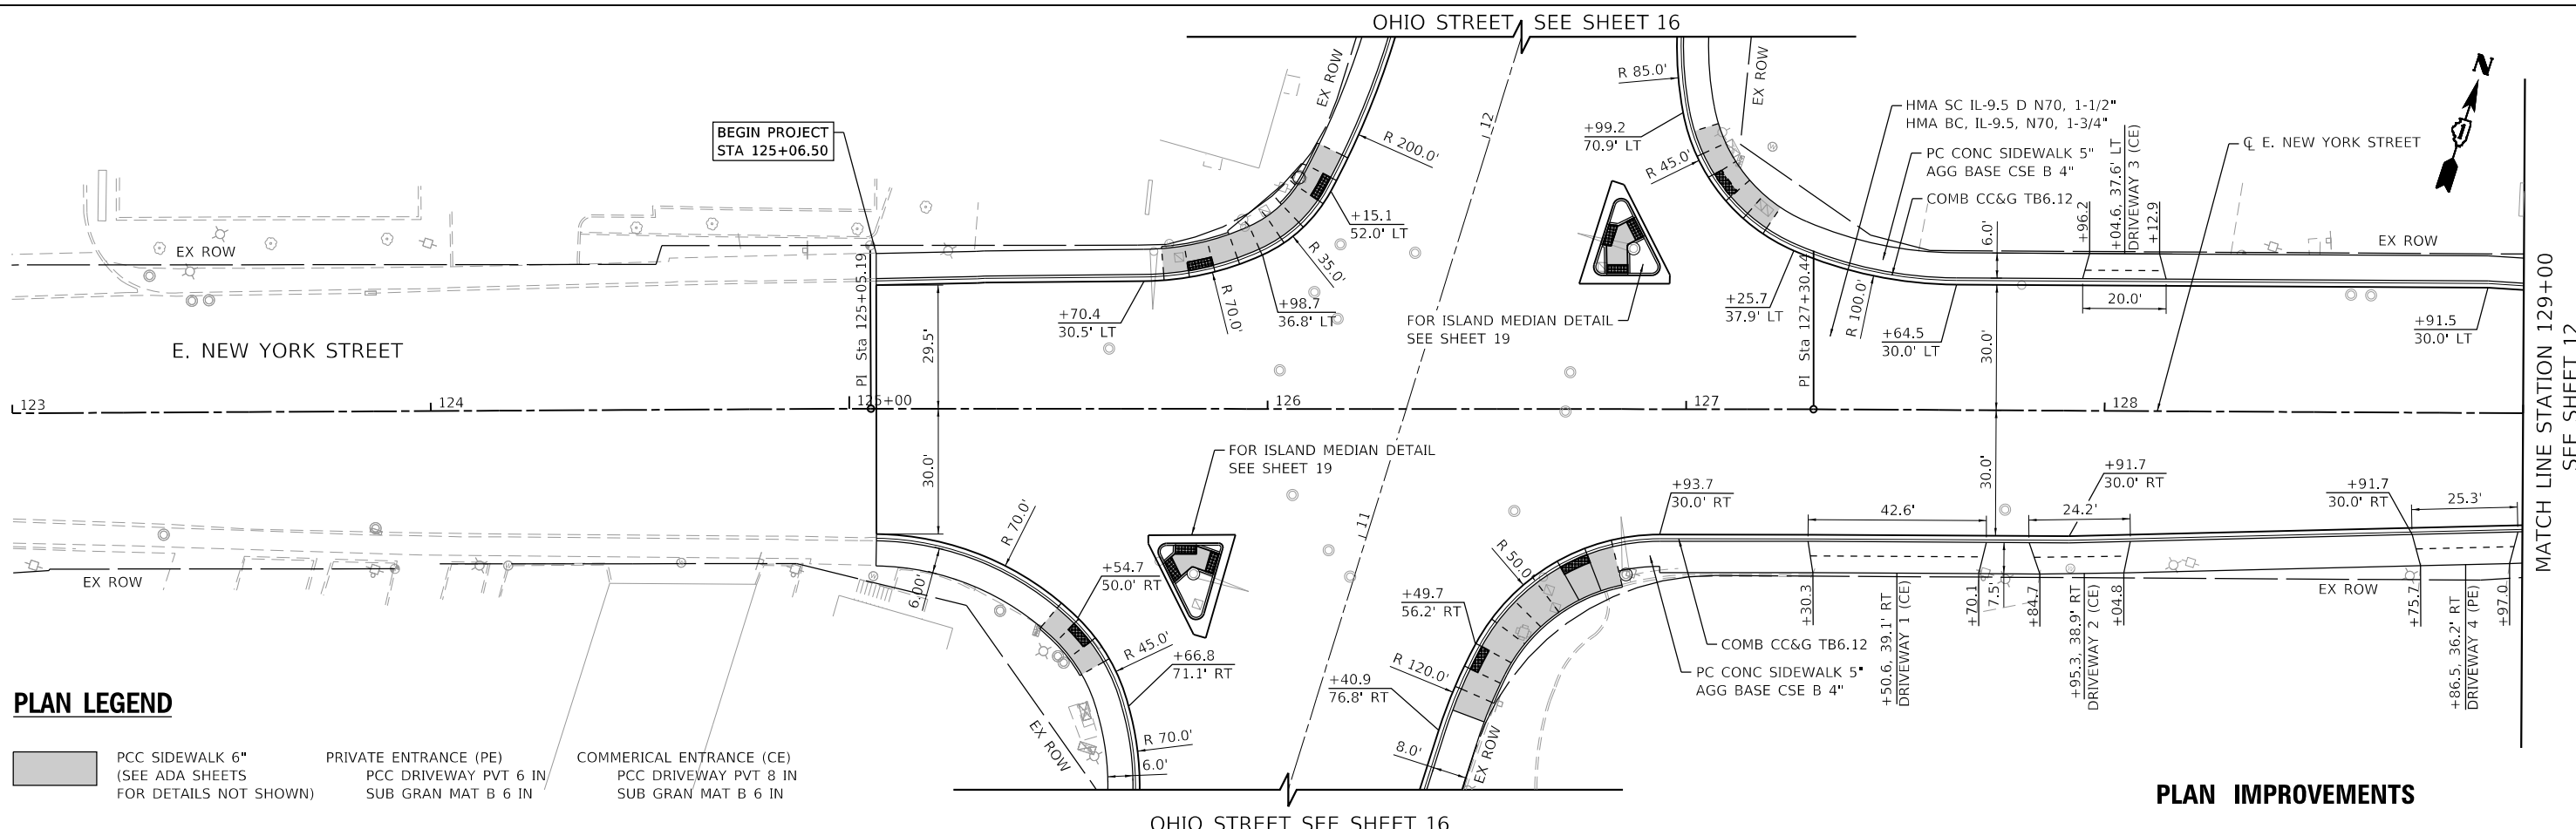 OHIO STREET SEE SHEET 16
EX ROW
R 85.0'
EX ROW
N
BEGIN PROJECT
STA 125+06.50
12
R 200.0'
+99.2
70.9' LT
R 45.0'
HMA SC IL-9.5 D N70, 1-1/2"
HMA BC, IL-9.5, N70, 1-3/4"
PC CONC SIDEWALK 5"
AGG BASE CSE B 4"
COMB CC&G TB6.12
+96.2
+04.6, 37.6' LT
DRIVEWAY 3 (CE)
+12.9
℄ E. NEW YORK STREET
EX ROW
EX ROW
+15.1
52.0' LT
R 35.0'
R 70.0'
+98.7
36.8' LT
+70.4
30.5' LT
PI Sta 125+05.19
29.5'
FOR ISLAND MEDIAN DETAIL
SEE SHEET 19
+25.7
37.9' LT
PI Sta 127+30.44
R 100.0'
+64.5
30.0' LT
6.0'
20.0'
30.0'
+91.5
30.0' LT
MATCH LINE STATION 129+00
SEE SHEET 12
E. NEW YORK STREET
123
124
125+00
126
127
128
FOR ISLAND MEDIAN DETAIL
SEE SHEET 19
30.0'
R 70.0'
6.00'
11
+93.7
30.0' RT
30.0'
+91.7
30.0' RT
+91.7
30.0' RT
42.6'
24.2'
25.3'
EX ROW
+54.7
50.0' RT
R 50.0'
+49.7
56.2' RT
EX ROW
+30.3
+50.6, 39.1' RT
DRIVEWAY 1 (CE)
+70.1
7.5'
+84.7
+95.3, 38.9' RT
DRIVEWAY 2 (CE)
+04.8
+75.7
+86.5, 36.2' RT
DRIVEWAY 4 (PE)
+97.0
R 45.0'
+66.8
71.1' RT
R 120.0'
+40.9
76.8' RT
COMB CC&G TB6.12
PC CONC SIDEWALK 5"
AGG BASE CSE B 4"
EX ROW
R 70.0'
6.0'
8.0'
EX ROW
PLAN LEGEND
PCC SIDEWALK 6"
(SEE ADA SHEETS
FOR DETAILS NOT SHOWN)
PRIVATE ENTRANCE (PE)
PCC DRIVEWAY PVT 6 IN
SUB GRAN MAT B 6 IN
COMMERICAL ENTRANCE (CE)
PCC DRIVEWAY PVT 8 IN
SUB GRAN MAT B 6 IN
OHIO STREET SEE SHEET 16
PLAN IMPROVEMENTS